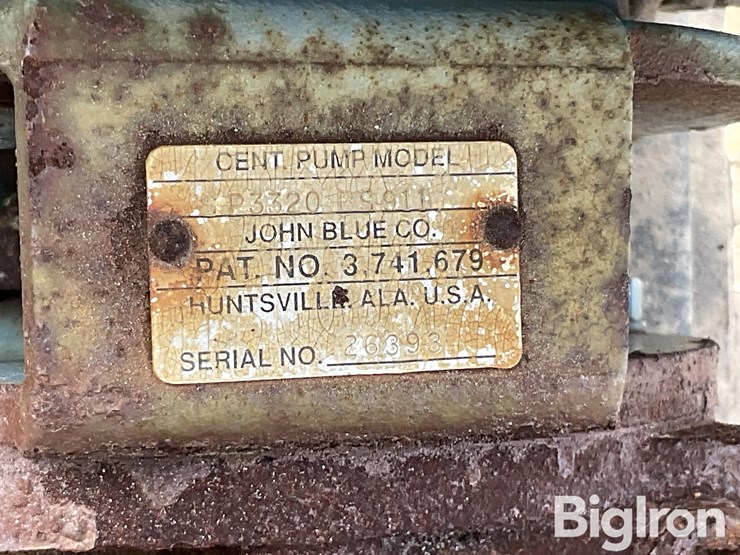 CENT. PUMP MODEL
P3320
JOHN BLUE CO.
PAT. NO. 3,741,679
HUNTSVILLE, ALA. U.S.A.
SERIAL NO. 26393
BigIron